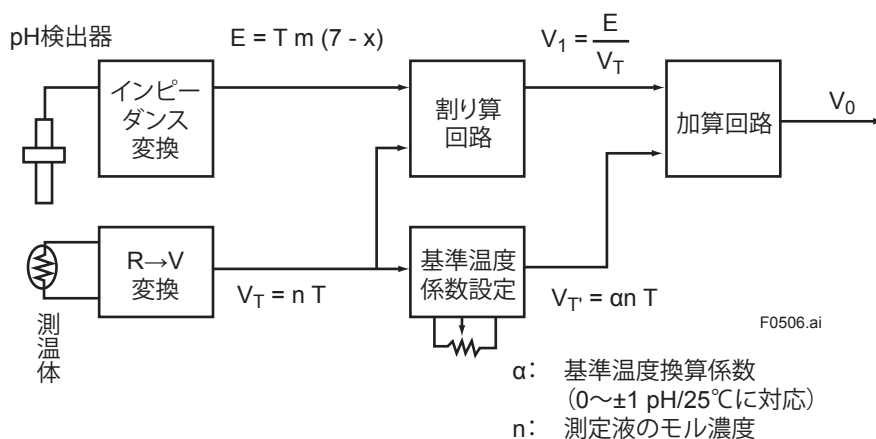 pH検出器
E = T m (7 - x)
V1 = E
VT
インピー
ダンス
変換
割り算
回路
加算回路
V0
R→V
変換
基準温度
係数設定
VT = n T
VT' = αn T
測温体
F0506.ai
α： 基準温度換算係数
（0～±1 pH/25℃に対応）
n： 測定液のモル濃度